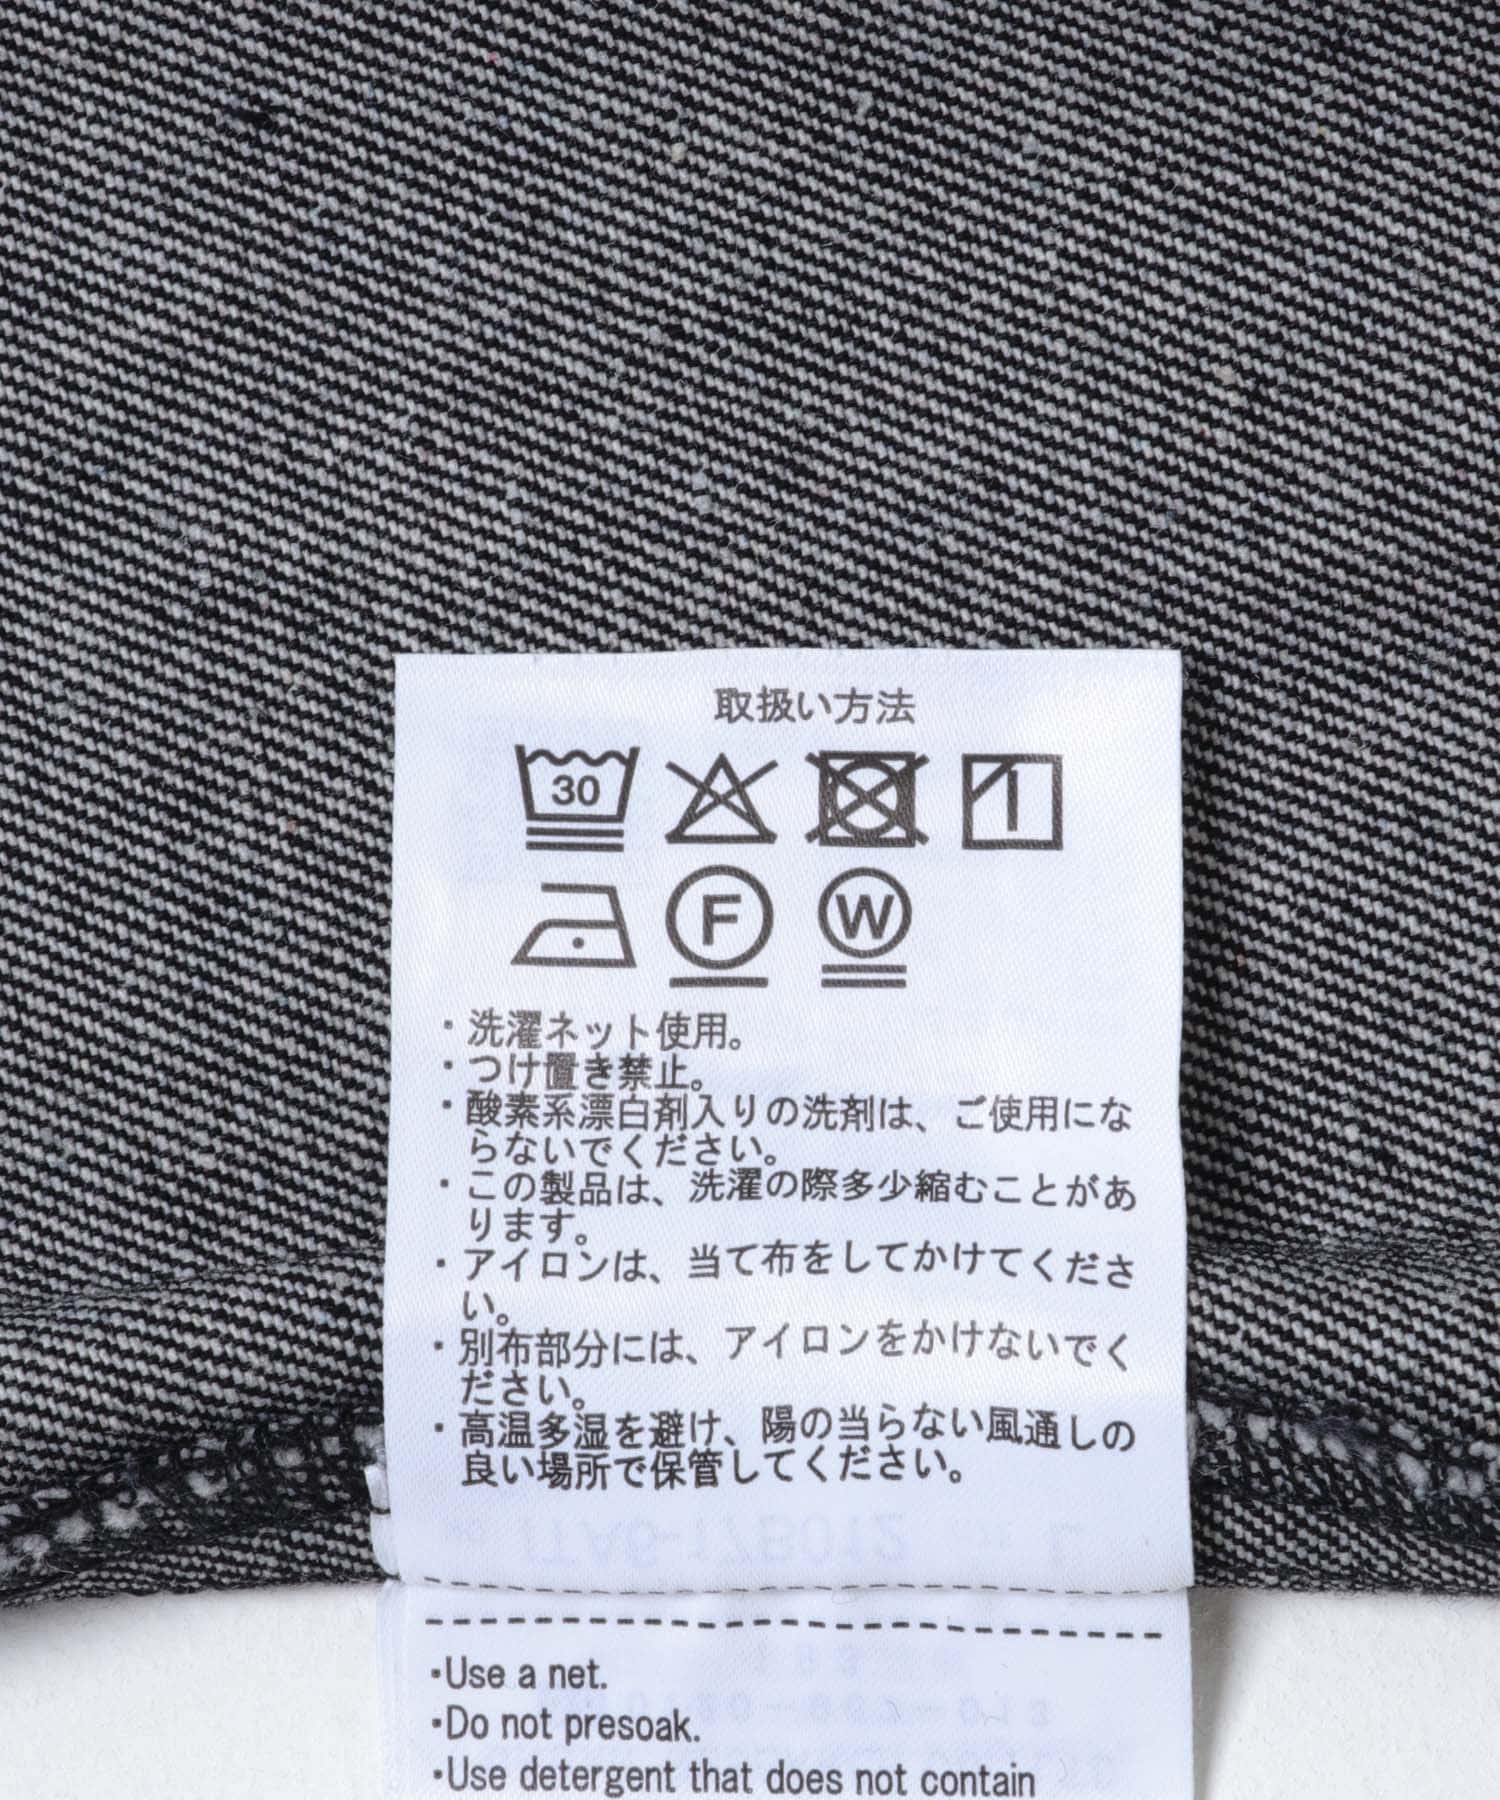 取扱い方法
30
F W
・洗濯ネット使用。
・つけ置き禁止。
・酸素系漂白剤入りの洗剤は、ご使用にな
らないでください。
・この製品は、洗濯の際多少縮むことがあ
ります。
・アイロンは、当て布をしてかけてくださ
い。
・別布部分には、アイロンをかけないでく
ださい。
・高温多湿を避け、陽の当らない風通しの
良い場所で保管してください。
ITA6-17B012 L
・Use a net.
・Do not presoak.
・Use detergent that does not contain